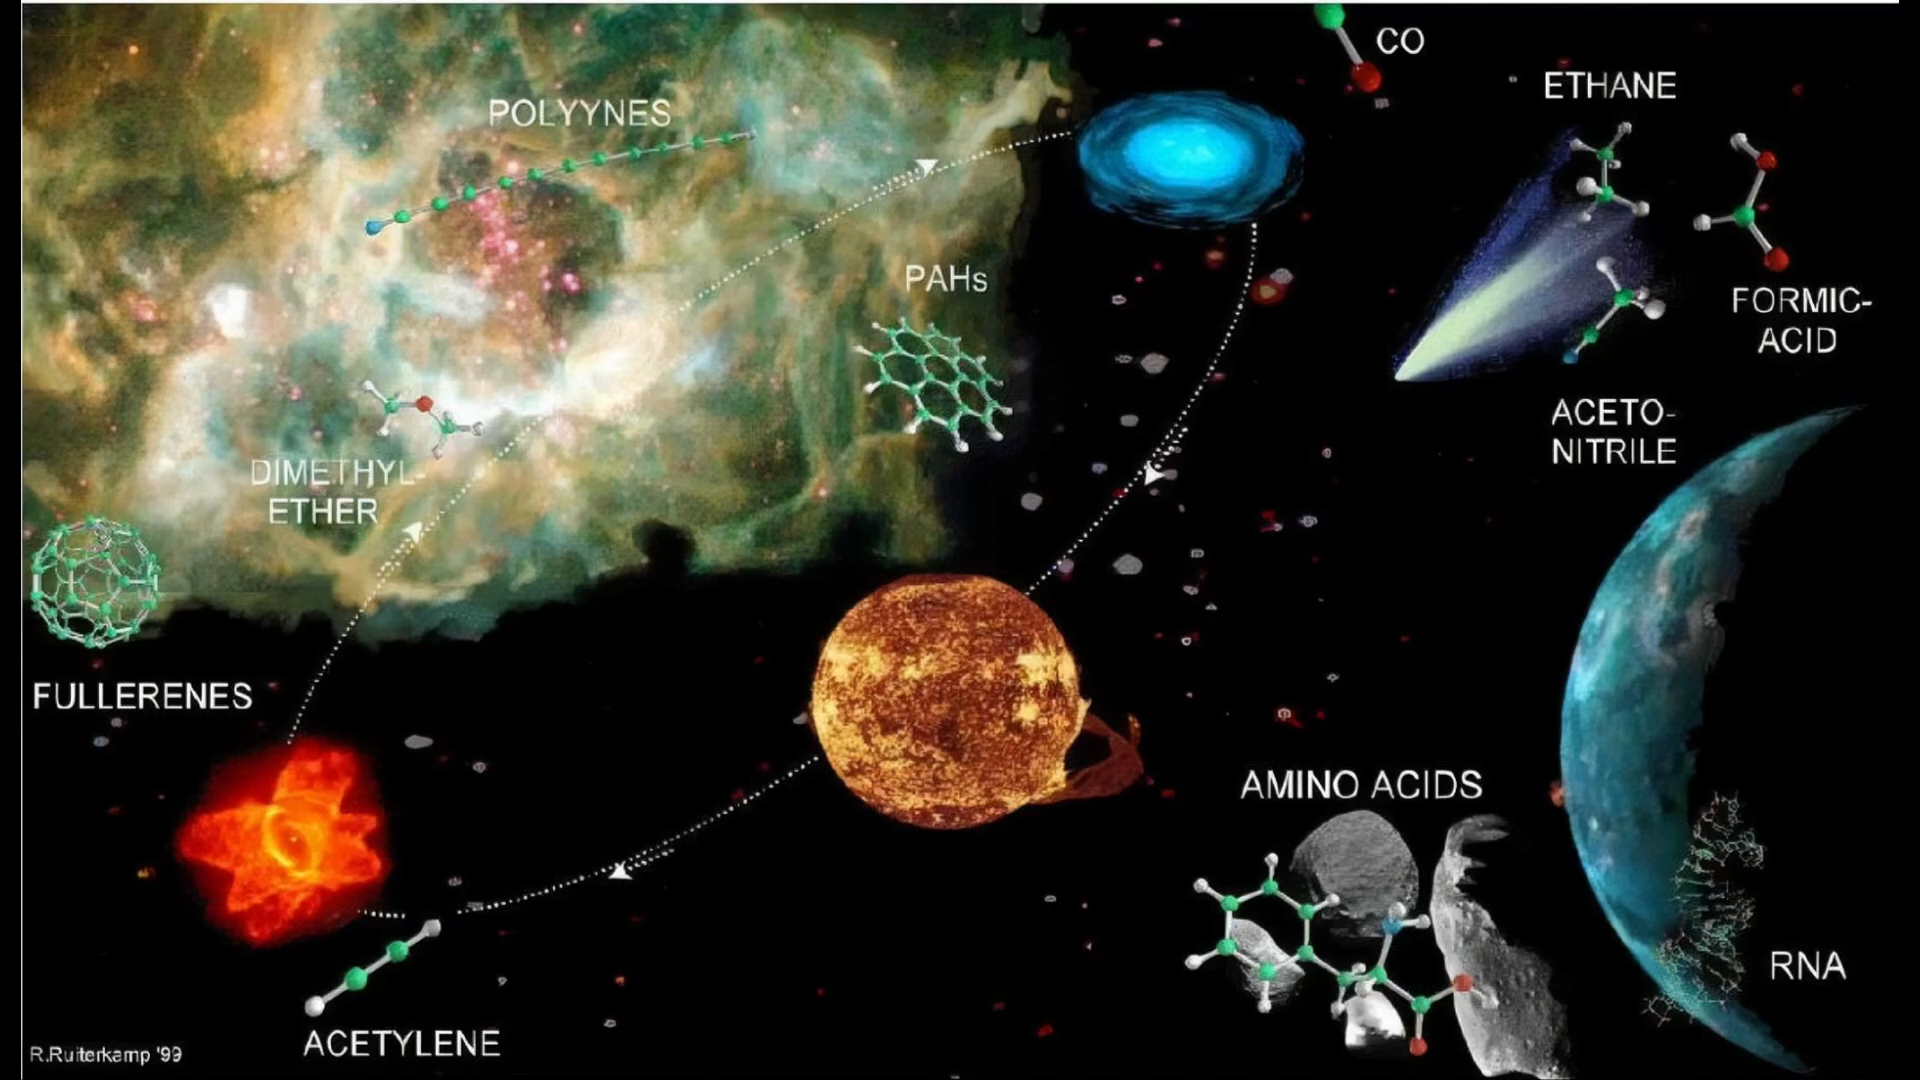 CO
ETHANE
POLYYNES
PAHs
FORMIC-
ACID
ACETO-
NITRILE
DIMETHYL-
ETHER
FULLERENES
AMINO ACIDS
RNA
ACETYLENE
R.Ruiterkamp '99